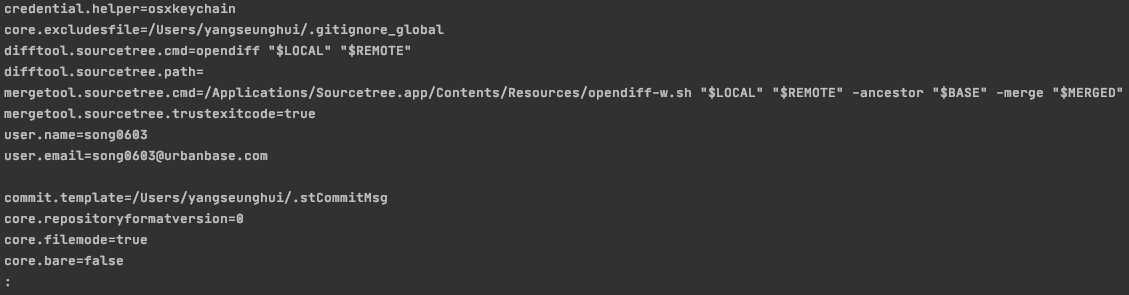 credential.helper=osxkeychain
core.excludesfile=/Users/yangseunghui/.gitignore_global
difftool.sourcetree.cmd=opendiff "$LOCAL" "$REMOTE"
difftool.sourcetree.path=
mergetool.sourcetree.cmd=/Applications/Sourcetree.app/Contents/Resources/opendiff-w.sh "$LOCAL" "$REMOTE" -ancestor "$BASE" -merge "$MERGED"
mergetool.sourcetree.trustexitcode=true
user.name=song0603
user.email=song0603@urbanbase.com

commit.template=/Users/yangseunghui/.stCommitMsg
core.repositoryformatversion=0
core.filemode=true
core.bare=false
: